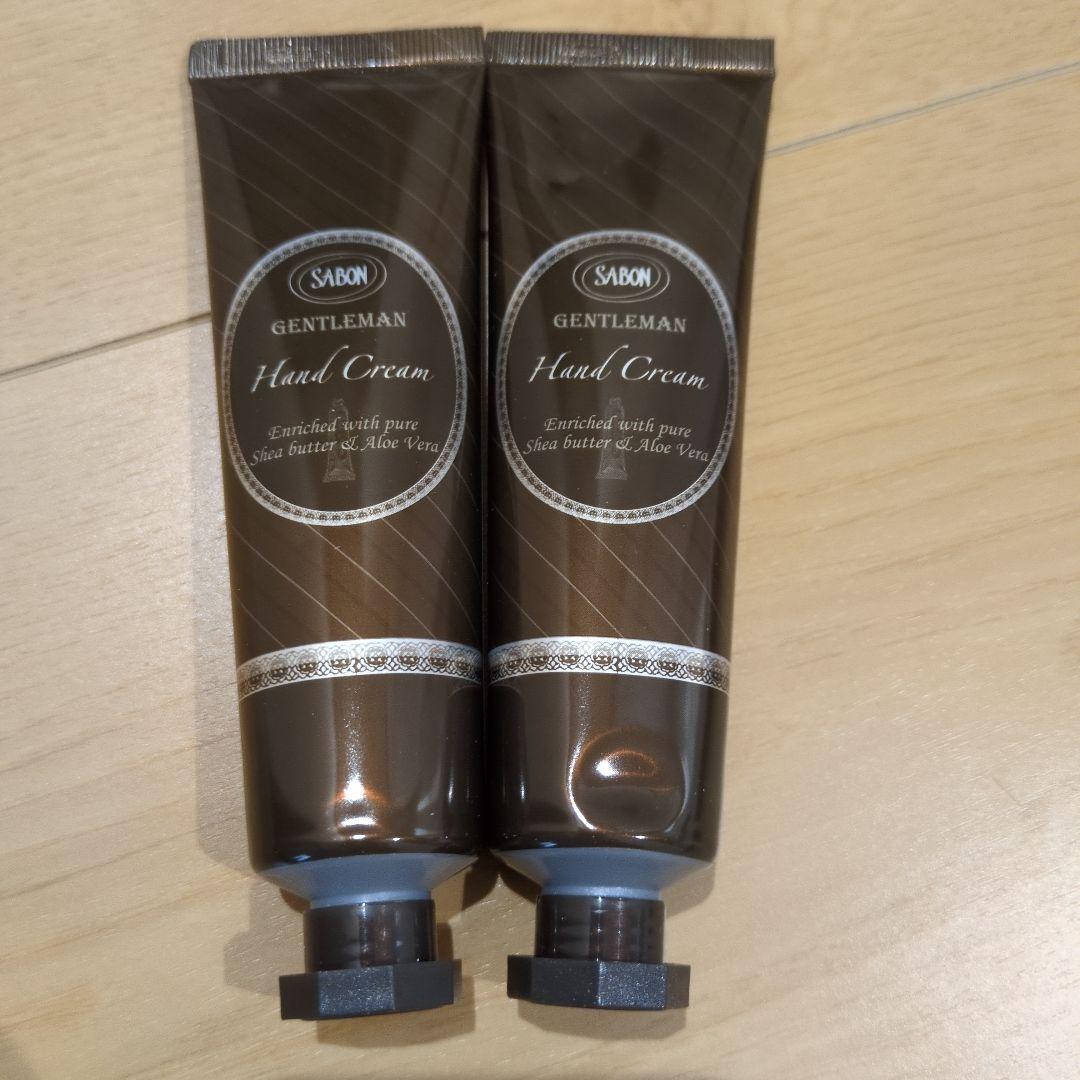 SABON
GENTLEMAN
Hand Cream
Enriched with pure
Shea butter & Aloe Vera
SABON
GENTLEMAN
Hand Cream
Enriched with pure
Shea butter & Aloe Vera